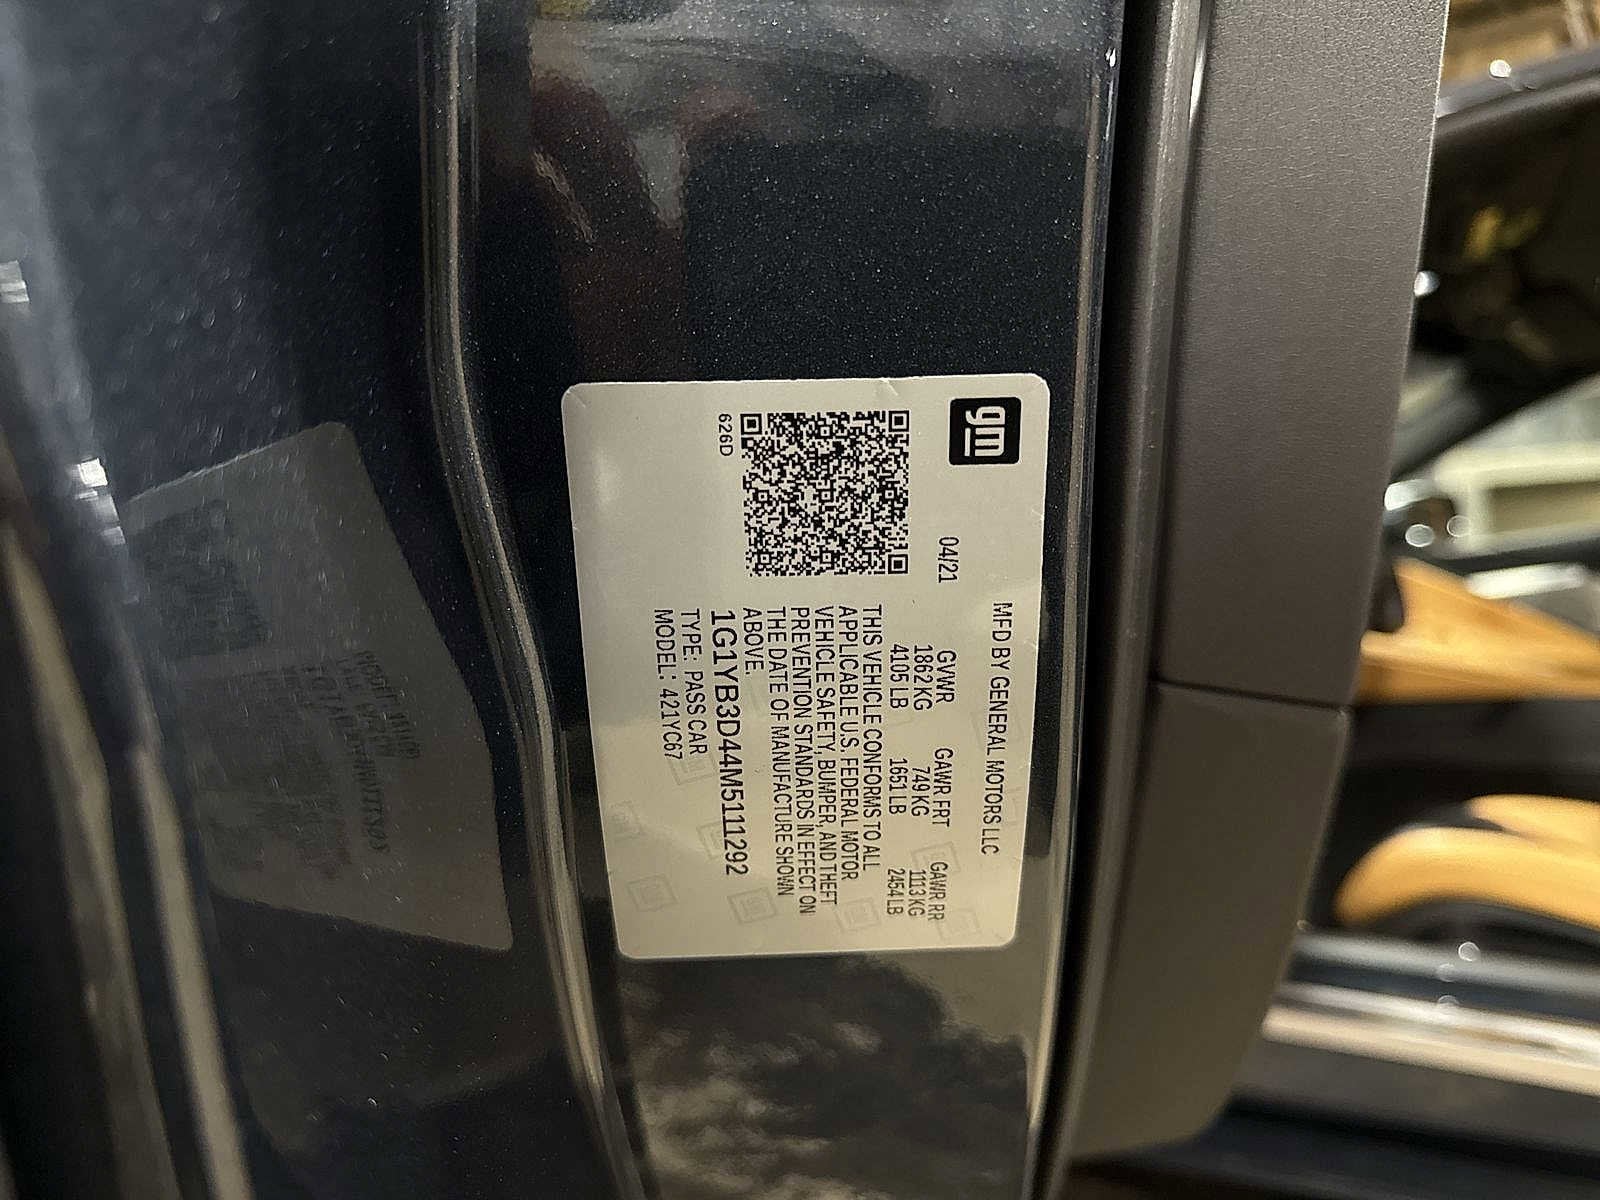 gm
MFD BY GENERAL MOTORS LLC
04/21
GVWR GAWR FRT GAWR RR
1862 KG 749 KG 1113 KG
4105 LB 1651 LB 2454 LB
THIS VEHICLE CONFORMS TO ALL
APPLICABLE U.S. FEDERAL MOTOR
VEHICLE SAFETY, BUMPER, AND THEFT
PREVENTION STANDARDS IN EFFECT ON
THE DATE OF MANUFACTURE SHOWN
ABOVE.
1G1YB3D44M5111292
TYPE: PASS CAR
MODEL: 421YC67
626D